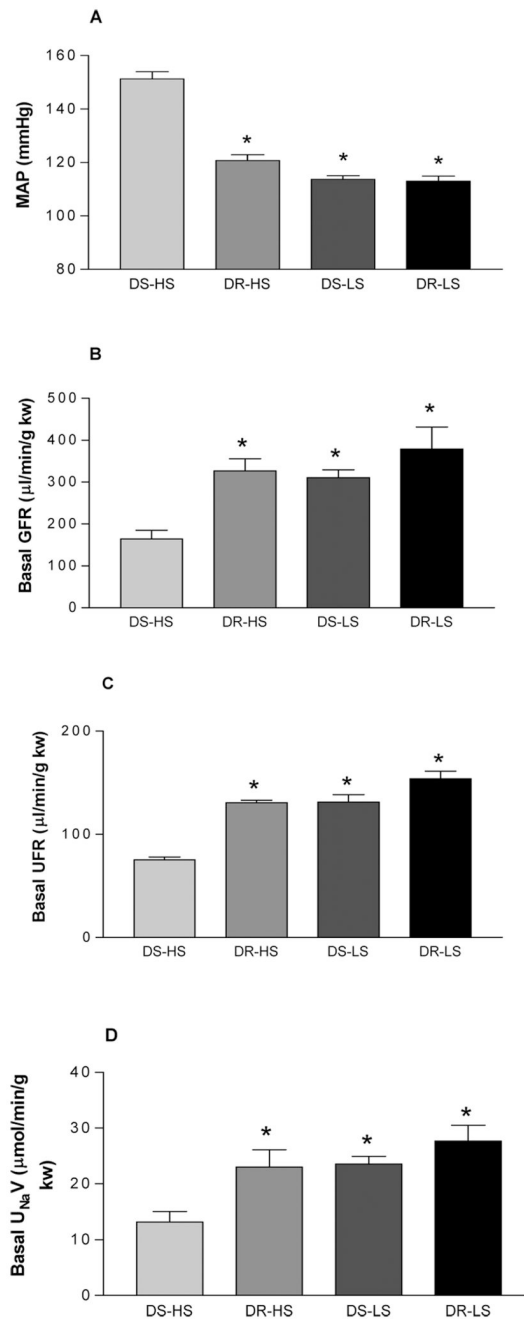 A
MAP (mmHg)
160
140
120
100
80
*
*
*
DS-HS DR-HS DS-LS DR-LS
B
Basal GFR (μl/min/g kw)
500
400
300
200
100
0
*
*
*
DS-HS DR-HS DS-LS DR-LS
C
Basal UFR (μl/min/g kw)
200
100
0
*
*
*
DS-HS DR-HS DS-LS DR-LS
D
Basal UNaV (μmol/min/g
kw)
40
30
20
10
0
*
*
*
DS-HS DR-HS DS-LS DR-LS